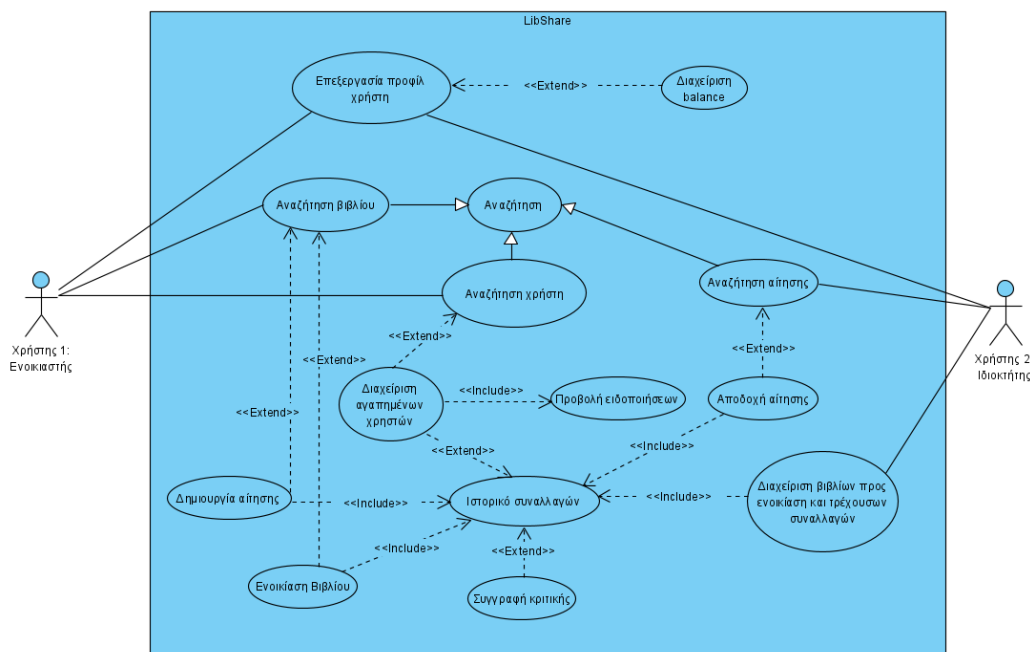 LibShare
Επεξεργασία προφίλ
χρήστη
<<Extend>>
Διαχείριση
balance
Αναζήτηση βιβλίου
Αναζήτηση
Αναζήτηση χρήστη
Αναζήτηση αίτησης
Χρήστης 1:
Ενοικιαστής
Χρήστης 2
Ιδιοκτήτης
<<Extend>>
<<Extend>>
<<Extend>>
Διαχείριση
αγαπημένων
χρηστών
<<Include>>
Προβολή ειδοποιήσεων
Αποδοχή αίτησης
<<Extend>>
<<Extend>>
<<Include>>
Δημιουργία αίτησης
<<Include>>
Ιστορικό συναλλαγών
<<Include>>
Διαχείριση βιβλίων προς
ενοικίαση και τρέχουσων
συναλλαγών
<<Include>>
<<Extend>>
Ενοικίαση Βιβλίου
Συγγραφή κριτικής